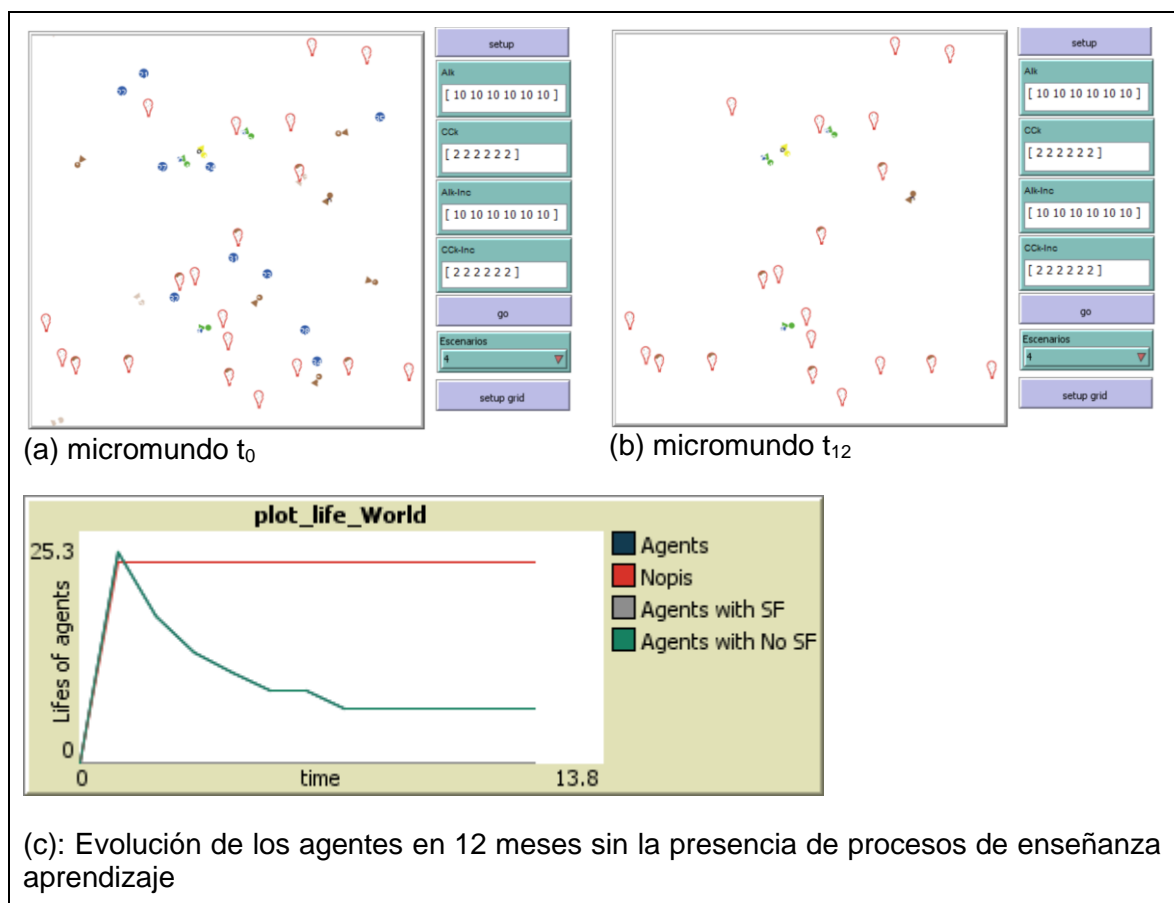 setup
Alk
[ 10 10 10 10 10 10 ]
CCk
[ 2 2 2 2 2 2 ]
Alk-Inc
[ 10 10 10 10 10 10 ]
CCk-Inc
[ 2 2 2 2 2 2 ]
go
Escenarios
4
setup grid
(a) micromundo t0
setup
Alk
[ 10 10 10 10 10 10 ]
CCk
[ 2 2 2 2 2 2 ]
Alk-Inc
[ 10 10 10 10 10 10 ]
CCk-Inc
[ 2 2 2 2 2 2 ]
go
Escenarios
4
setup grid
(b) micromundo t12
plot_life_World
25.3
Lifes of agents
0
0
time
13.8
Agents
Nopis
Agents with SF
Agents with No SF
(c): Evolución de los agentes en 12 meses sin la presencia de procesos de enseñanza
aprendizaje